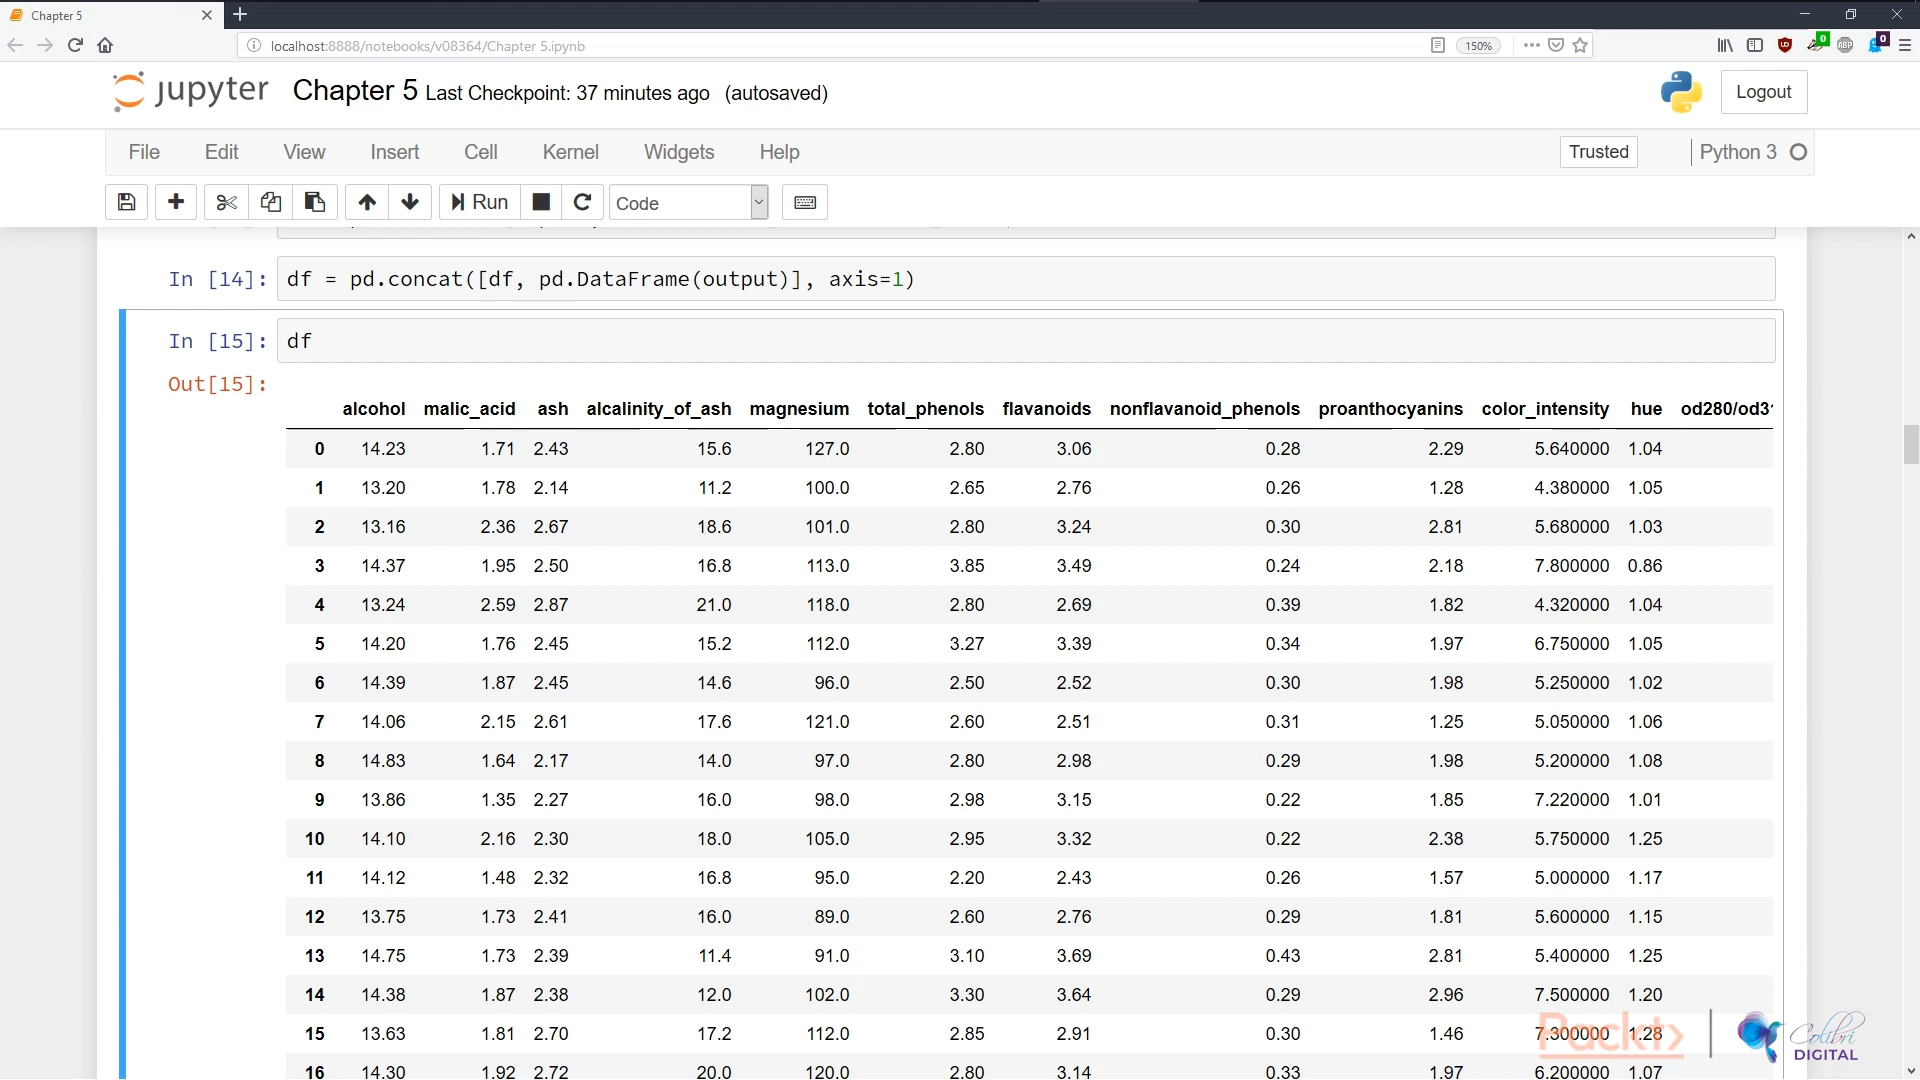 Chapter 5
localhost:8888/notebooks/v08364/Chapter 5.ipynb
150%
0
ABP
0
jupyter Chapter 5 Last Checkpoint: 37 minutes ago (autosaved)
Logout
File Edit View Insert Cell Kernel Widgets Help
Trusted
Python 3
Run
Code
In [14]: df = pd.concat([df, pd.DataFrame(output)], axis=1)
In [15]: df
Out[15]:
alcohol malic_acid ash alcalinity_of_ash magnesium total_phenols flavanoids nonflavanoid_phenols proanthocyanins color_intensity hue od280/od31
0 14.23 1.71 2.43 15.6 127.0 2.80 3.06 0.28 2.29 5.640000 1.04
1 13.20 1.78 2.14 11.2 100.0 2.65 2.76 0.26 1.28 4.380000 1.05
2 13.16 2.36 2.67 18.6 101.0 2.80 3.24 0.30 2.81 5.680000 1.03
3 14.37 1.95 2.50 16.8 113.0 3.85 3.49 0.24 2.18 7.800000 0.86
4 13.24 2.59 2.87 21.0 118.0 2.80 2.69 0.39 1.82 4.320000 1.04
5 14.20 1.76 2.45 15.2 112.0 3.27 3.39 0.34 1.97 6.750000 1.05
6 14.39 1.87 2.45 14.6 96.0 2.50 2.52 0.30 1.98 5.250000 1.02
7 14.06 2.15 2.61 17.6 121.0 2.60 2.51 0.31 1.25 5.050000 1.06
8 14.83 1.64 2.17 14.0 97.0 2.80 2.98 0.29 1.98 5.200000 1.08
9 13.86 1.35 2.27 16.0 98.0 2.98 3.15 0.22 1.85 7.220000 1.01
10 14.10 2.16 2.30 18.0 105.0 2.95 3.32 0.22 2.38 5.750000 1.25
11 14.12 1.48 2.32 16.8 95.0 2.20 2.43 0.26 1.57 5.000000 1.17
12 13.75 1.73 2.41 16.0 89.0 2.60 2.76 0.29 1.81 5.600000 1.15
13 14.75 1.73 2.39 11.4 91.0 3.10 3.69 0.43 2.81 5.400000 1.25
14 14.38 1.87 2.38 12.0 102.0 3.30 3.64 0.29 2.96 7.500000 1.20
15 13.63 1.81 2.70 17.2 112.0 2.85 2.91 0.30 1.46 7.300000 1.28
16 14.30 1.92 2.72 20.0 120.0 2.80 3.14 0.33 1.97 6.200000 1.07
Packt>
Colibri
DIGITAL